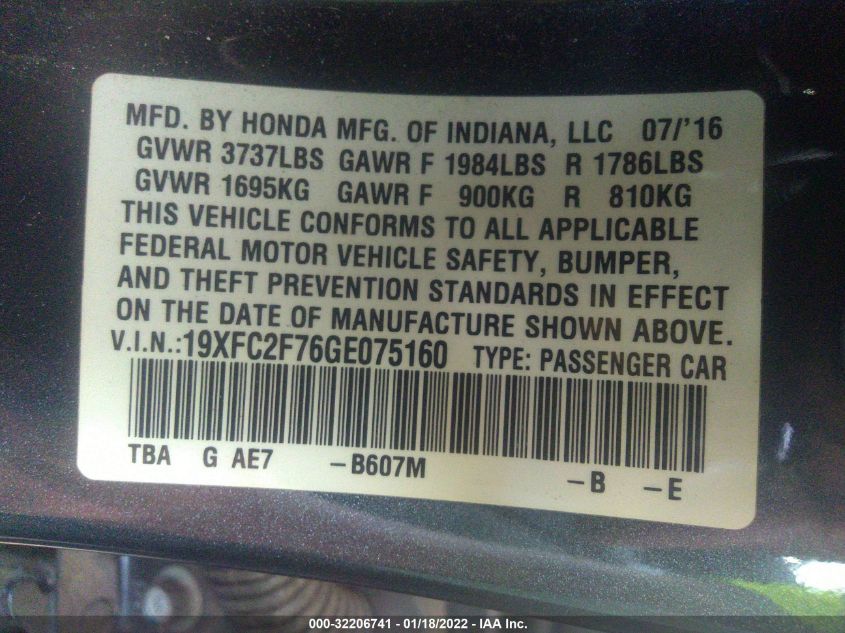 MFD. BY HONDA MFG. OF INDIANA, LLC 07/'16
GVWR 3737LBS GAWR F 1984LBS R 1786LBS
GVWR 1695KG GAWR F 900KG R 810KG
THIS VEHICLE CONFORMS TO ALL APPLICABLE
FEDERAL MOTOR VEHICLE SAFETY, BUMPER,
AND THEFT PREVENTION STANDARDS IN EFFECT
ON THE DATE OF MANUFACTURE SHOWN ABOVE.
V.I.N.:19XFC2F76GE075160 TYPE: PASSENGER CAR
TBA G AE7 -B607M -B -E
000-32206741 - 01/18/2022 - IAA Inc.